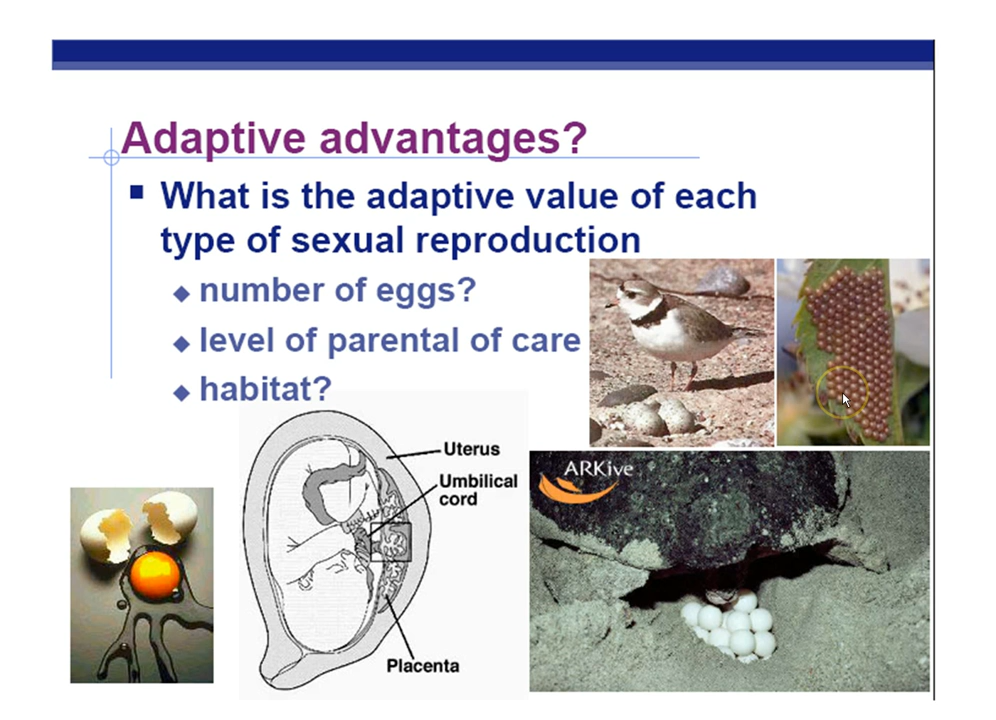 Adaptive advantages?
What is the adaptive value of each
type of sexual reproduction
number of eggs?
level of parental of care
habitat?
Uterus
Umbilical
cord
Placenta
ARKive